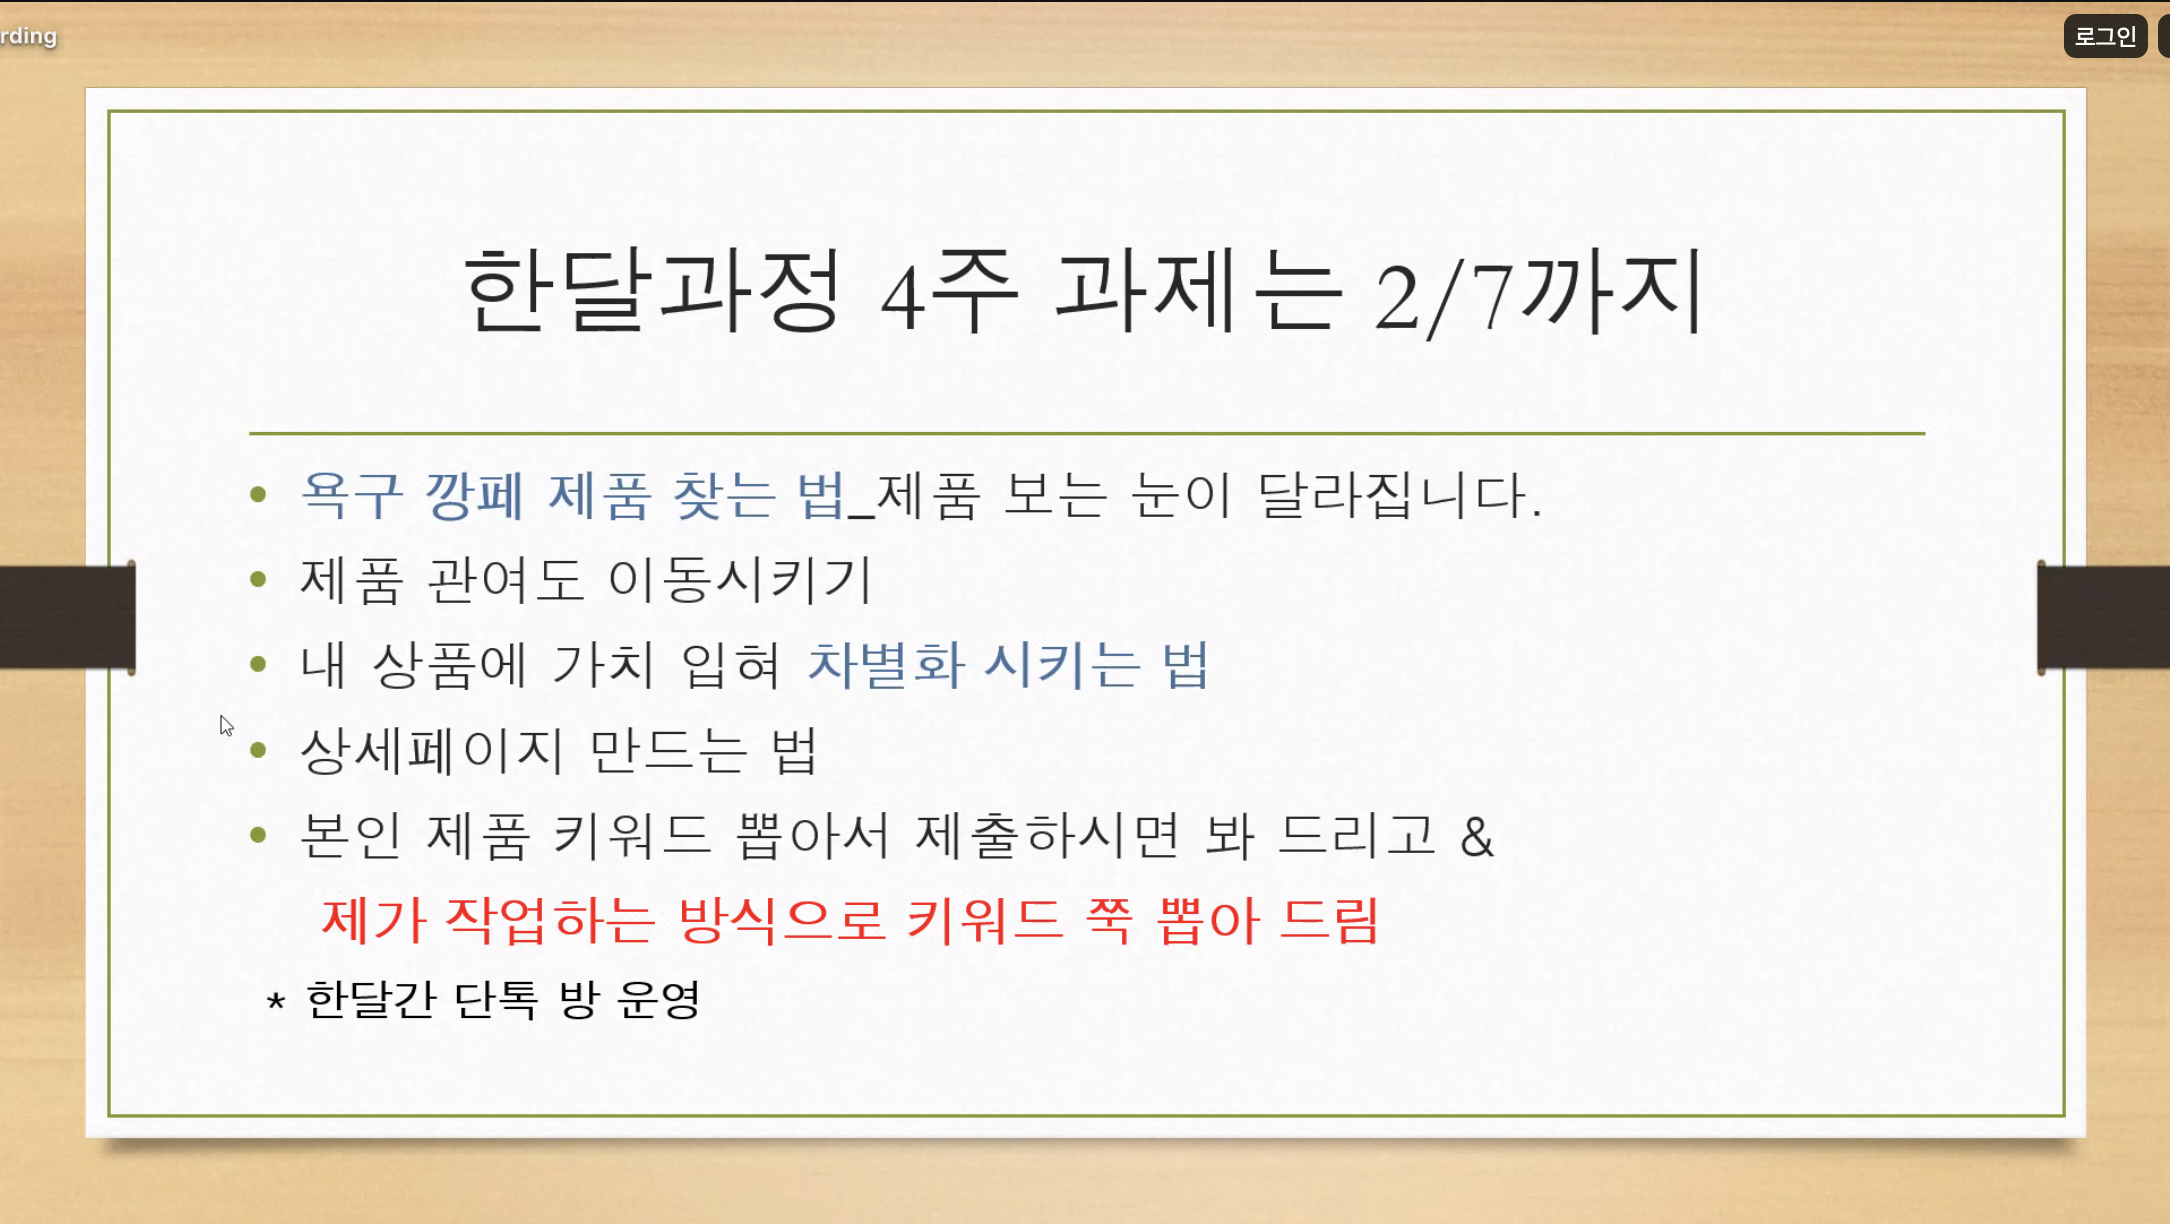 rding
로그인
한달과정 4주 과제는 2/7까지
• 욕구 깡페 제품 찾는 법_제품 보는 눈이 달라집니다.
• 제품 관여도 이동시키기
• 내 상품에 가치 입혀 차별화 시키는 법
• 상세페이지 만드는 법
• 본인 제품 키워드 뽑아서 제출하시면 봐 드리고 &
제가 작업하는 방식으로 키워드 쭉 뽑아 드림
* 한달간 단톡 방 운영